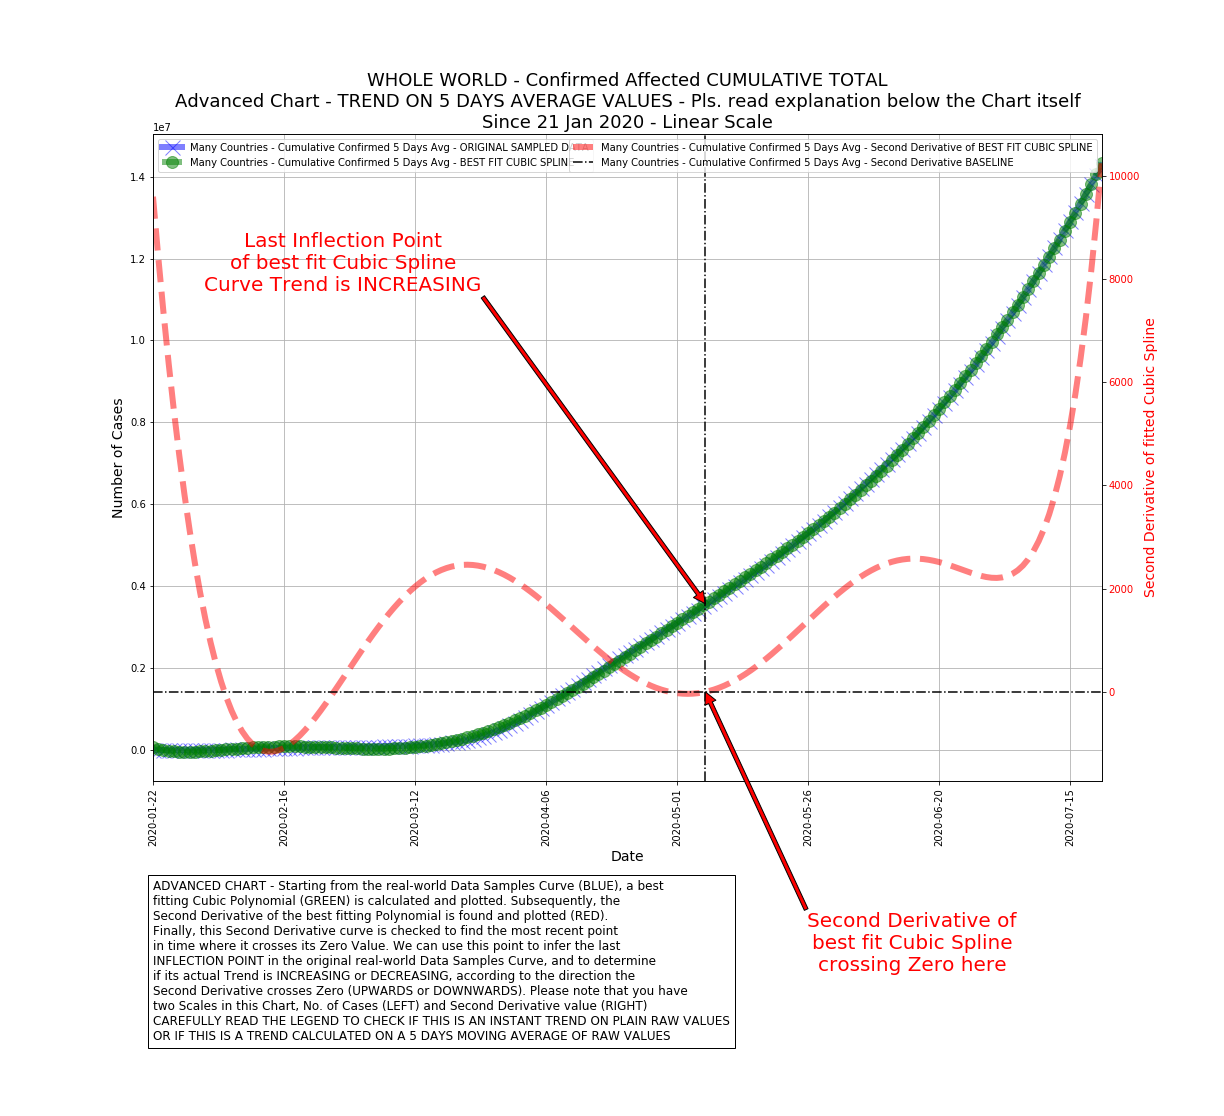 WHOLE WORLD - Confirmed Affected CUMULATIVE TOTAL
Advanced Chart - TREND ON 5 DAYS AVERAGE VALUES - Pls. read explanation below the Chart itself
Since 21 Jan 2020 - Linear Scale
1e7
Many Countries - Cumulative Confirmed 5 Days Avg - ORIGINAL SAMPLED DATA
Many Countries - Cumulative Confirmed 5 Days Avg - BEST FIT CUBIC SPLINE
Many Countries - Cumulative Confirmed 5 Days Avg - Second Derivative of BEST FIT CUBIC SPLINE
Many Countries - Cumulative Confirmed 5 Days Avg - Second Derivative BASELINE
Last Inflection Point
of best fit Cubic Spline
Curve Trend is INCREASING
Number of Cases
1.4
1.2
1.0
0.8
0.6
0.4
0.2
0.0
10000
8000
6000
4000
2000
0
Second Derivative of fitted Cubic Spline
2020-01-22
2020-02-16
2020-03-12
2020-04-06
2020-05-01
2020-05-26
2020-06-20
2020-07-15
Date
ADVANCED CHART - Starting from the real-world Data Samples Curve (BLUE), a best
fitting Cubic Polynomial (GREEN) is calculated and plotted. Subsequently, the
Second Derivative of the best fitting Polynomial is found and plotted (RED).
Finally, this Second Derivative curve is checked to find the most recent point
in time where it crosses its Zero Value. We can use this point to infer the last
INFLECTION POINT in the original real-world Data Samples Curve, and to determine
if its actual Trend is INCREASING or DECREASING, according to the direction the
Second Derivative crosses Zero (UPWARDS or DOWNWARDS). Please note that you have
two Scales in this Chart, No. of Cases (LEFT) and Second Derivative value (RIGHT)
CAREFULLY READ THE LEGEND TO CHECK IF THIS IS AN INSTANT TREND ON PLAIN RAW VALUES
OR IF THIS IS A TREND CALCULATED ON A 5 DAYS MOVING AVERAGE OF RAW VALUES
Second Derivative of
best fit Cubic Spline
crossing Zero here